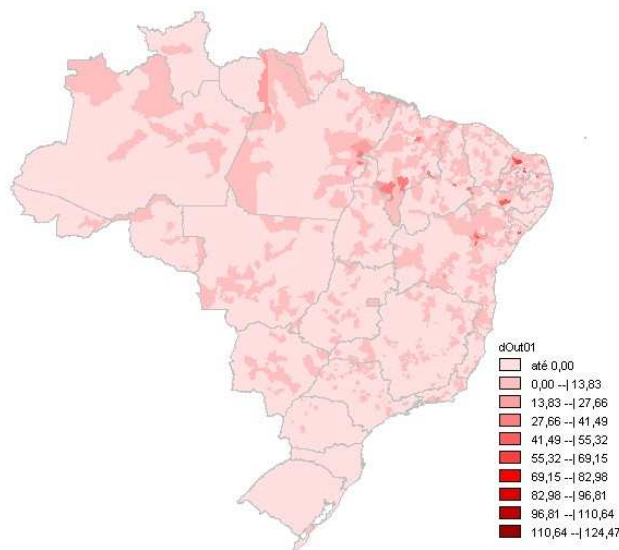 dOut01
até 0,00
0,00 --| 13,83
13,83 --| 27,66
27,66 --| 41,49
41,49 --| 55,32
55,32 --| 69,15
69,15 --| 82,98
82,98 --| 96,81
96,81 --| 110,64
110,64 --| 124,47